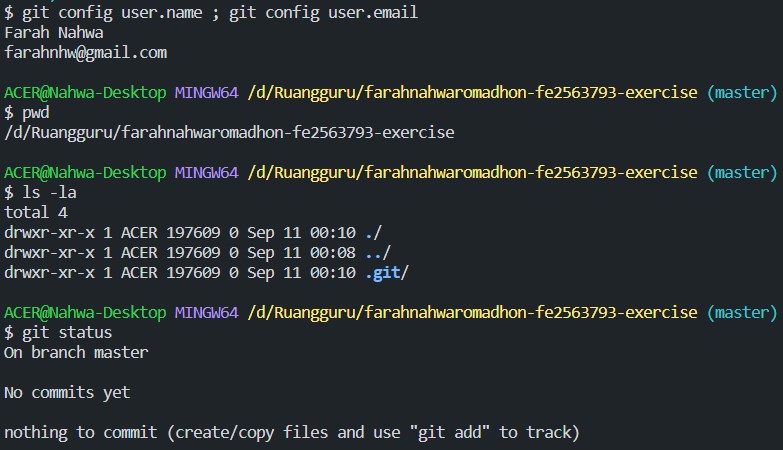 $ git config user.name ; git config user.email
Farah Nahwa
farahnhw@gmail.com
ACER@Nahwa-Desktop MINGW64 /d/Ruangguru/farahnahwaromadhon-fe2563793-exercise (master)
$ pwd
/d/Ruangguru/farahnahwaromadhon-fe2563793-exercise
ACER@Nahwa-Desktop MINGW64 /d/Ruangguru/farahnahwaromadhon-fe2563793-exercise (master)
$ ls -la
total 4
drwxr-xr-x 1 ACER 197609 0 Sep 11 00:10 ./
drwxr-xr-x 1 ACER 197609 0 Sep 11 00:08 ../
drwxr-xr-x 1 ACER 197609 0 Sep 11 00:10 .git/
ACER@Nahwa-Desktop MINGW64 /d/Ruangguru/farahnahwaromadhon-fe2563793-exercise (master)
$ git status
On branch master
No commits yet
nothing to commit (create/copy files and use "git add" to track)